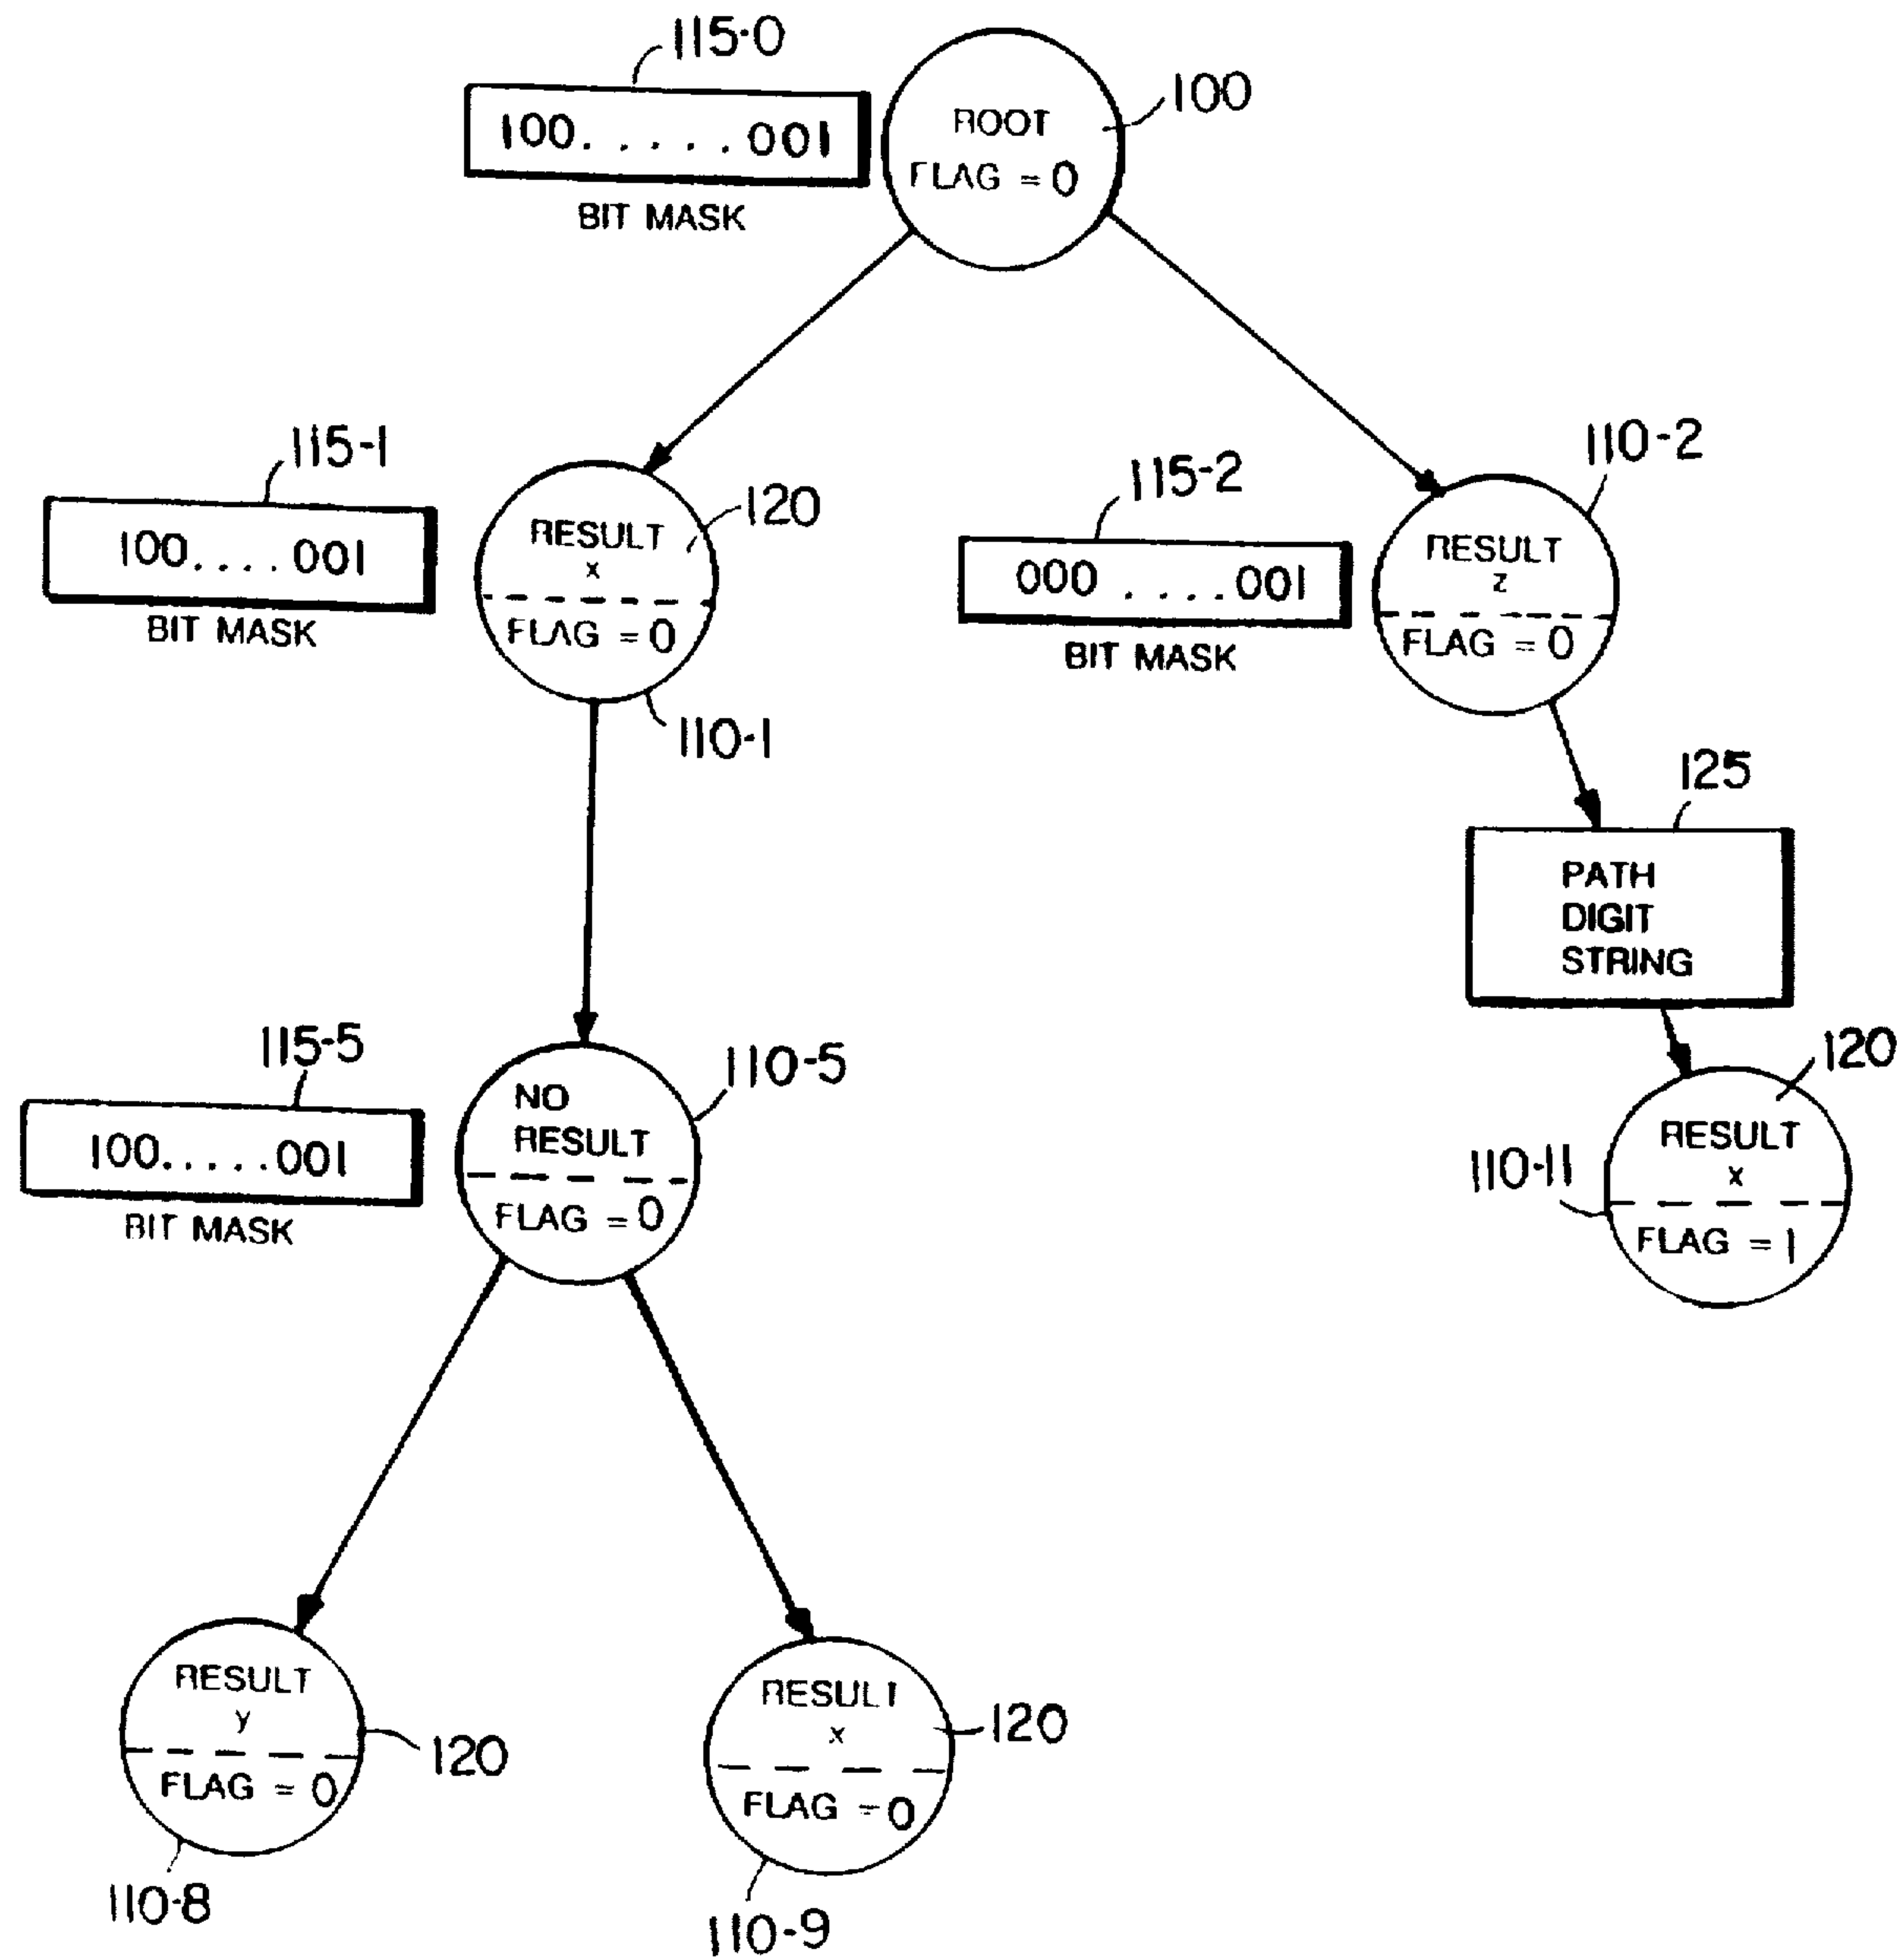 115-0
100
100.....001
ROOT
FLAG = 0
BIT MASK
115-1
115-2
110-2
120
100....001
RESULT
x
FLAG = 0
BIT MASK
110-1
000 .....001
BIT MASK
RESULT
z
FLAG = 0
125
PATH
DIGIT
STRING
115-5
110-5
120
100.....001
BIT MASK
NO
RESULT
FLAG = 0
110-11
RESULT
x
FLAG = 1
RESULT
y
FLAG = 0
120
110-8
RESULT
x
FLAG = 0
120
110-9